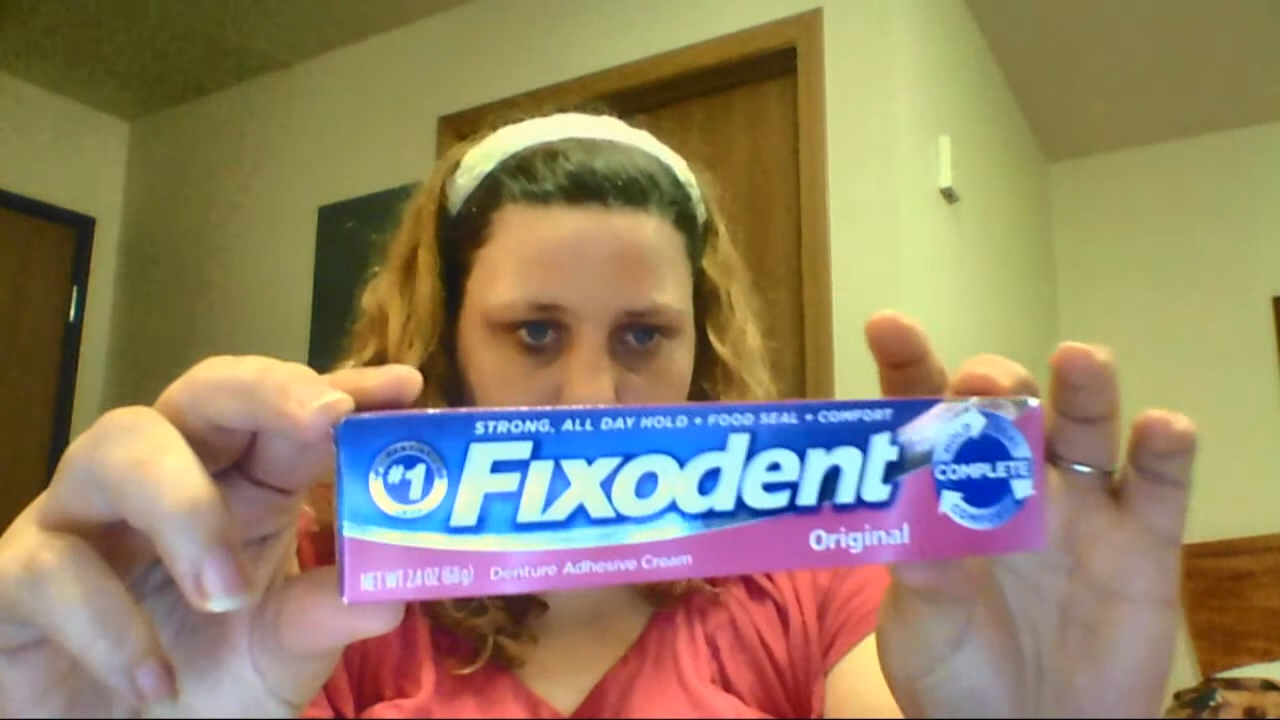 STRONG, ALL DAY HOLD + FOOD SEAL + COMFORT
#1
Fixodent
COMPLETE
Original
NET WT 2.4 OZ (68g) Denture Adhesive Cream